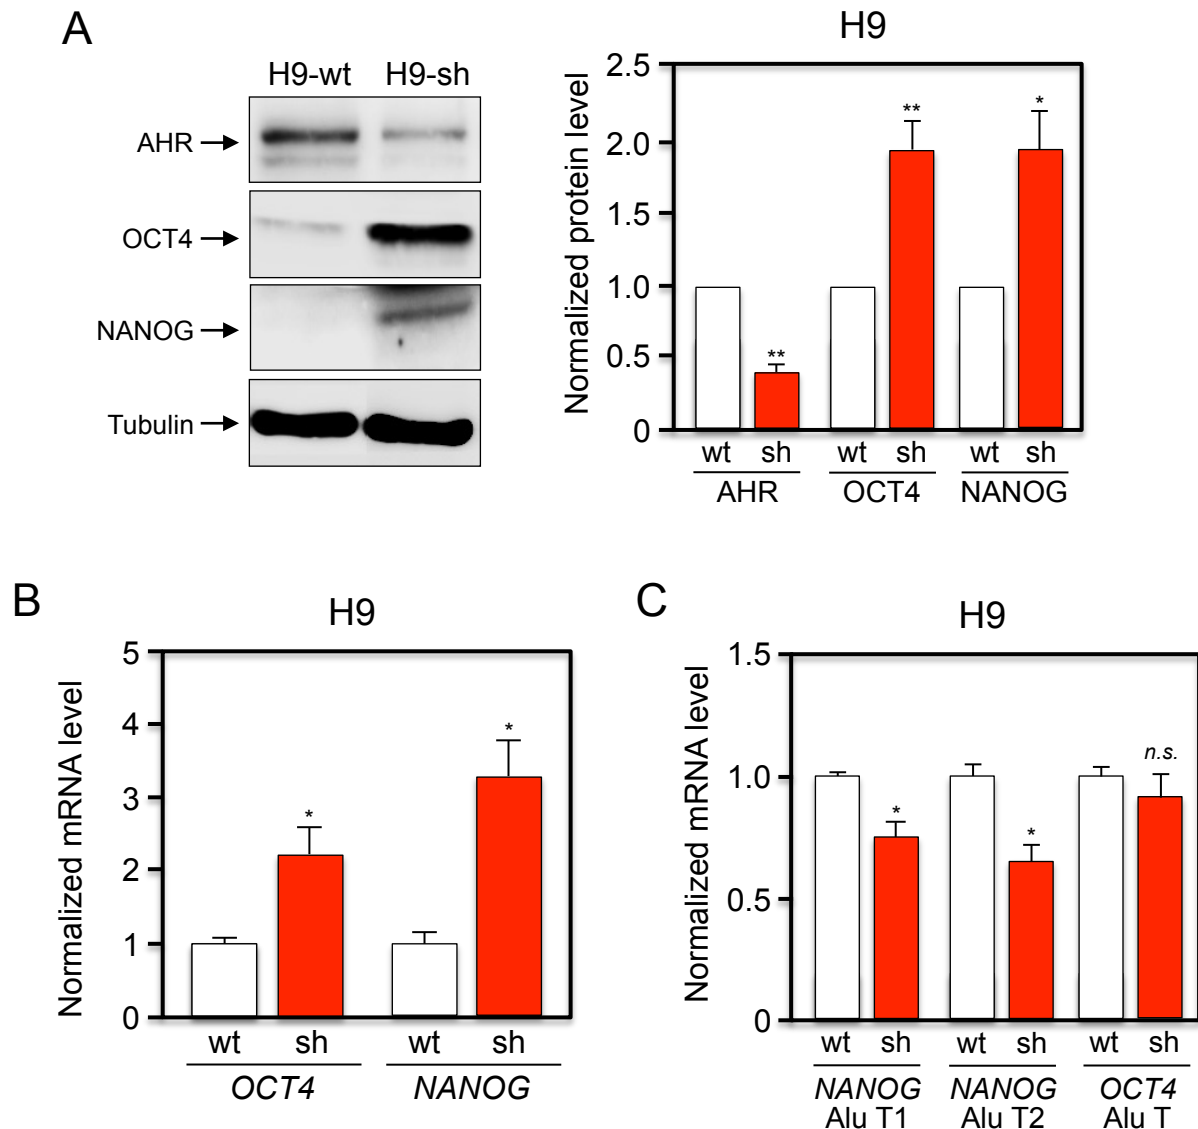 A
H9-wt H9-sh
AHR
OCT4
NANOG
Tubulin
H9
Normalized protein level
2.5
2.0
1.5
1.0
0.5
0
** ** *
wt sh wt sh wt sh
AHR OCT4 NANOG
B
H9
Normalized mRNA level
5
4
3
2
1
0
* *
wt sh wt sh
OCT4 NANOG
C
H9
Normalized mRNA level
1.5
1.0
0.5
0
* * n.s.
wt sh wt sh wt sh
NANOG NANOG OCT4
Alu T1 Alu T2 Alu T